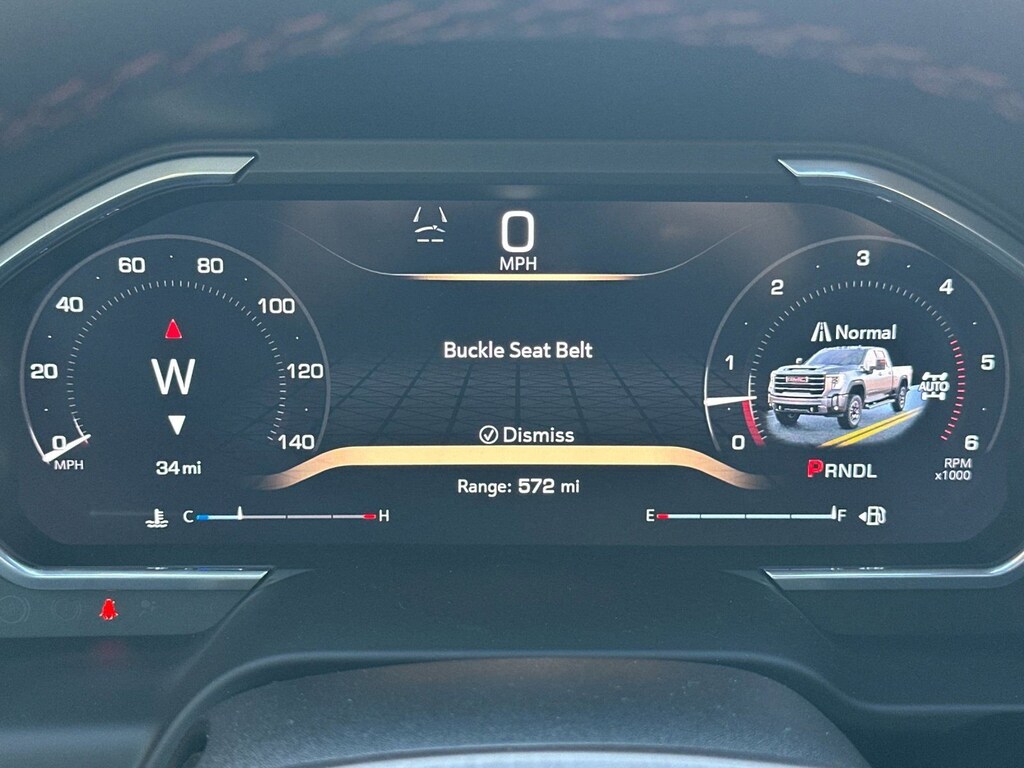 0
MPH
Buckle Seat Belt
Dismiss
Range: 572 mi
0
20
40
60
80
100
120
140
MPH
W
34 mi
C
H
0
1
2
3
4
5
6
RPM
x1000
Normal
GMC
AUTO
PRNDL
E
F